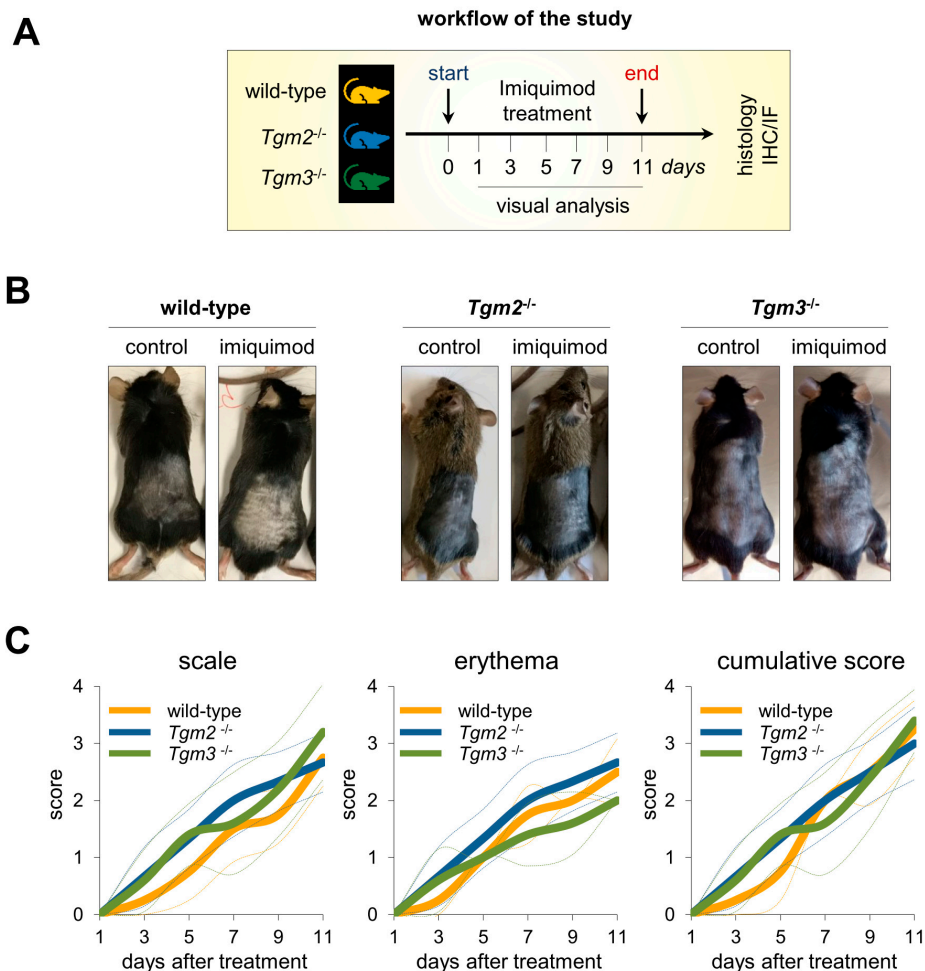 A
workflow of the study
wild-type
Tgm2-/-
Tgm3-/-
start
end
Imiquimod
treatment
0 1 3 5 7 9 11 days
visual analysis
histology
IHC/IF
B
wild-type
control imiquimod
Tgm2-/-
control imiquimod
Tgm3-/-
control imiquimod
C
scale
score
4
3
2
1
0
wild-type
Tgm2 -/-
Tgm3 -/-
1 3 5 7 9 11
days after treatment
erythema
score
4
3
2
1
0
wild-type
Tgm2 -/-
Tgm3 -/-
1 3 5 7 9 11
days after treatment
cumulative score
score
4
3
2
1
0
wild-type
Tgm2 -/-
Tgm3 -/-
1 3 5 7 9 11
days after treatment